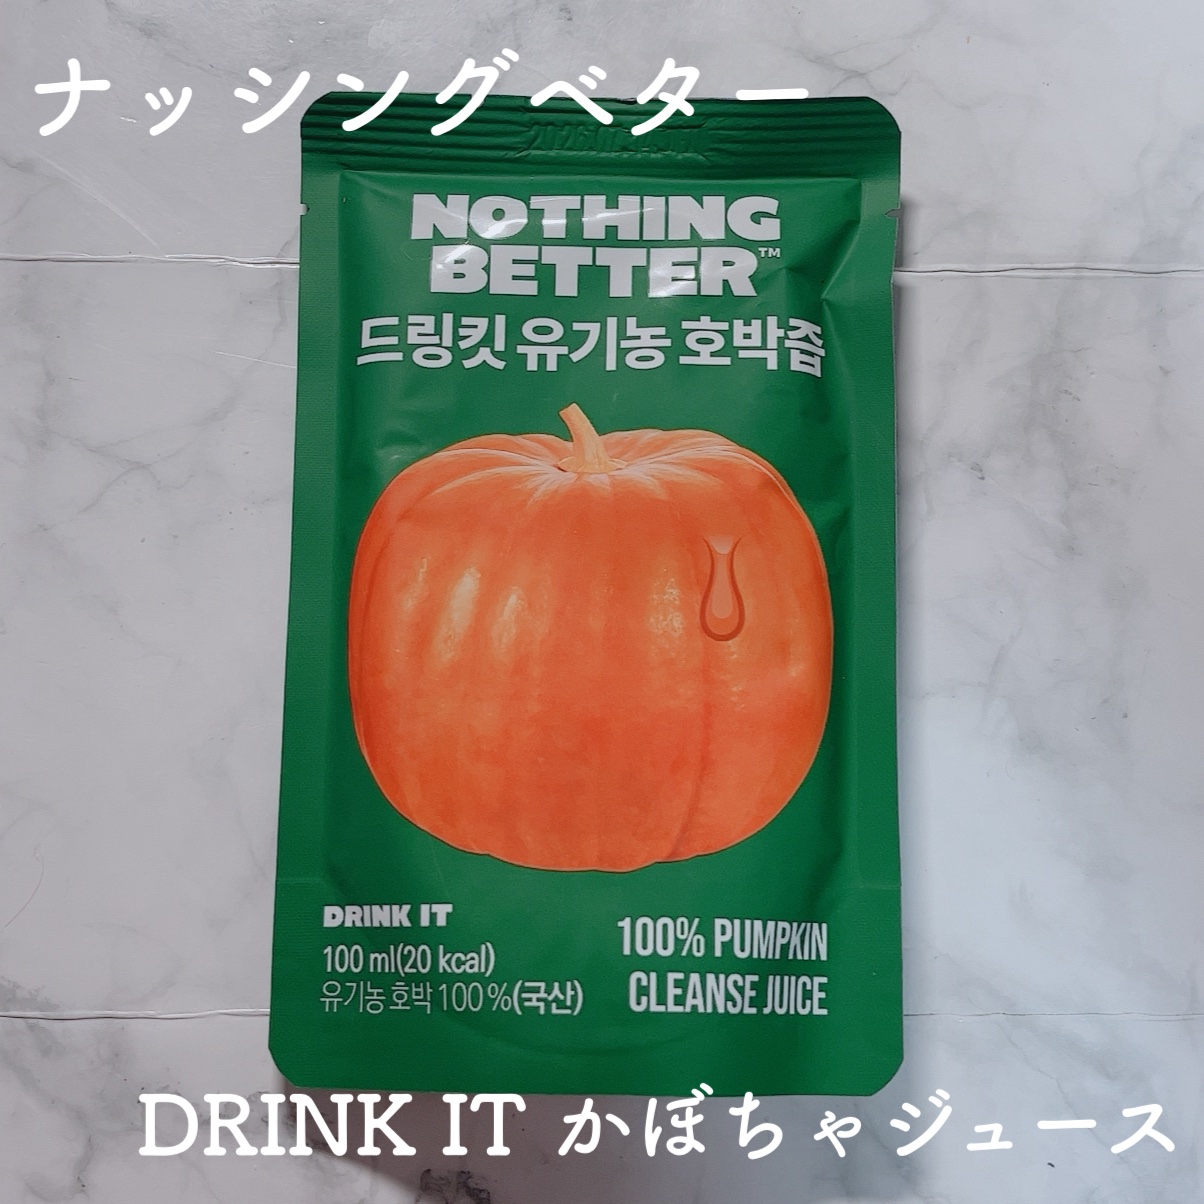 ナッシングベター
NOTHING
BETTER™
드링킷 유기농 호박즙
DRINK IT
100 ml(20 kcal)
유기농 호박 100%(국산)
100% PUMPKIN
CLEANSE JUICE
DRINK IT かぼちゃジュース